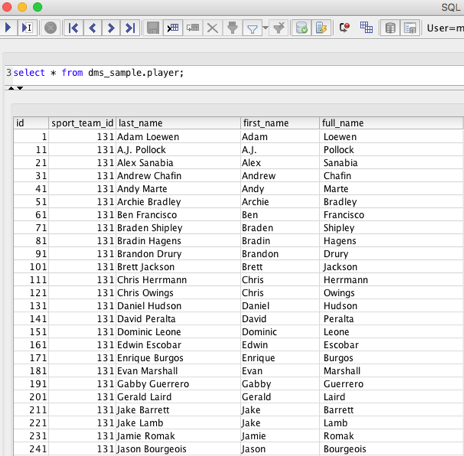 SQL
User=m
3 select * from dms_sample.player;
id sport_team_id last_name first_name full_name
1 131 Adam Loewen Adam Loewen
11 131 A.J. Pollock A.J. Pollock
21 131 Alex Sanabia Alex Sanabia
31 131 Andrew Chafin Andrew Chafin
41 131 Andy Marte Andy Marte
51 131 Archie Bradley Archie Bradley
61 131 Ben Francisco Ben Francisco
71 131 Braden Shipley Braden Shipley
81 131 Bradin Hagens Bradin Hagens
91 131 Brandon Drury Brandon Drury
101 131 Brett Jackson Brett Jackson
111 131 Chris Herrmann Chris Herrmann
121 131 Chris Owings Chris Owings
131 131 Daniel Hudson Daniel Hudson
141 131 David Peralta David Peralta
151 131 Dominic Leone Dominic Leone
161 131 Edwin Escobar Edwin Escobar
171 131 Enrique Burgos Enrique Burgos
181 131 Evan Marshall Evan Marshall
191 131 Gabby Guerrero Gabby Guerrero
201 131 Gerald Laird Gerald Laird
211 131 Jake Barrett Jake Barrett
221 131 Jake Lamb Jake Lamb
231 131 Jamie Romak Jamie Romak
241 131 Jason Bourgeois Jason Bourgeois